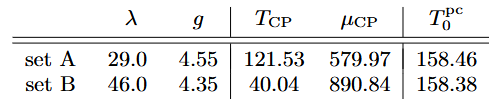 λ g T_CP μ_CP T_0^pc
set A 29.0 4.55 121.53 579.97 158.46
set B 46.0 4.35 40.04 890.84 158.38